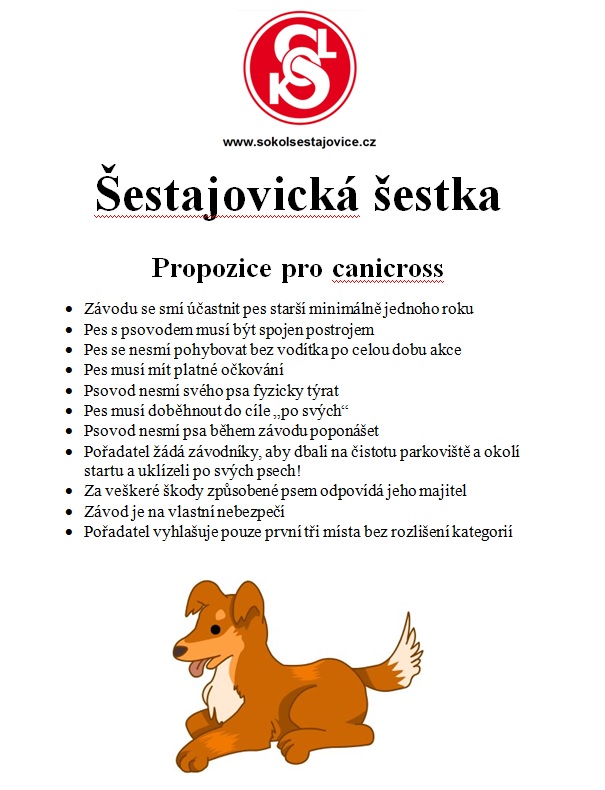 SLSK
www.sokolsestajovice.cz
Šestajovická šestka
Propozice pro canicross
• Závodu se smí účastnit pes starší minimálně jednoho roku
• Pes s psovodem musí být spojen postrojem
• Pes se nesmí pohybovat bez vodítka po celou dobu akce
• Pes musí mít platné očkování
• Psovod nesmí svého psa fyzicky týrat
• Pes musí doběhnout do cíle „po svých“
• Psovod nesmí psa během závodu poponášet
• Pořadatel žádá závodníky, aby dbali na čistotu parkoviště a okolí
startu a uklízeli po svých psech!
• Za veškeré škody způsobené psem odpovídá jeho majitel
• Závod je na vlastní nebezpečí
• Pořadatel vyhlašuje pouze první tři místa bez rozlišení kategorií